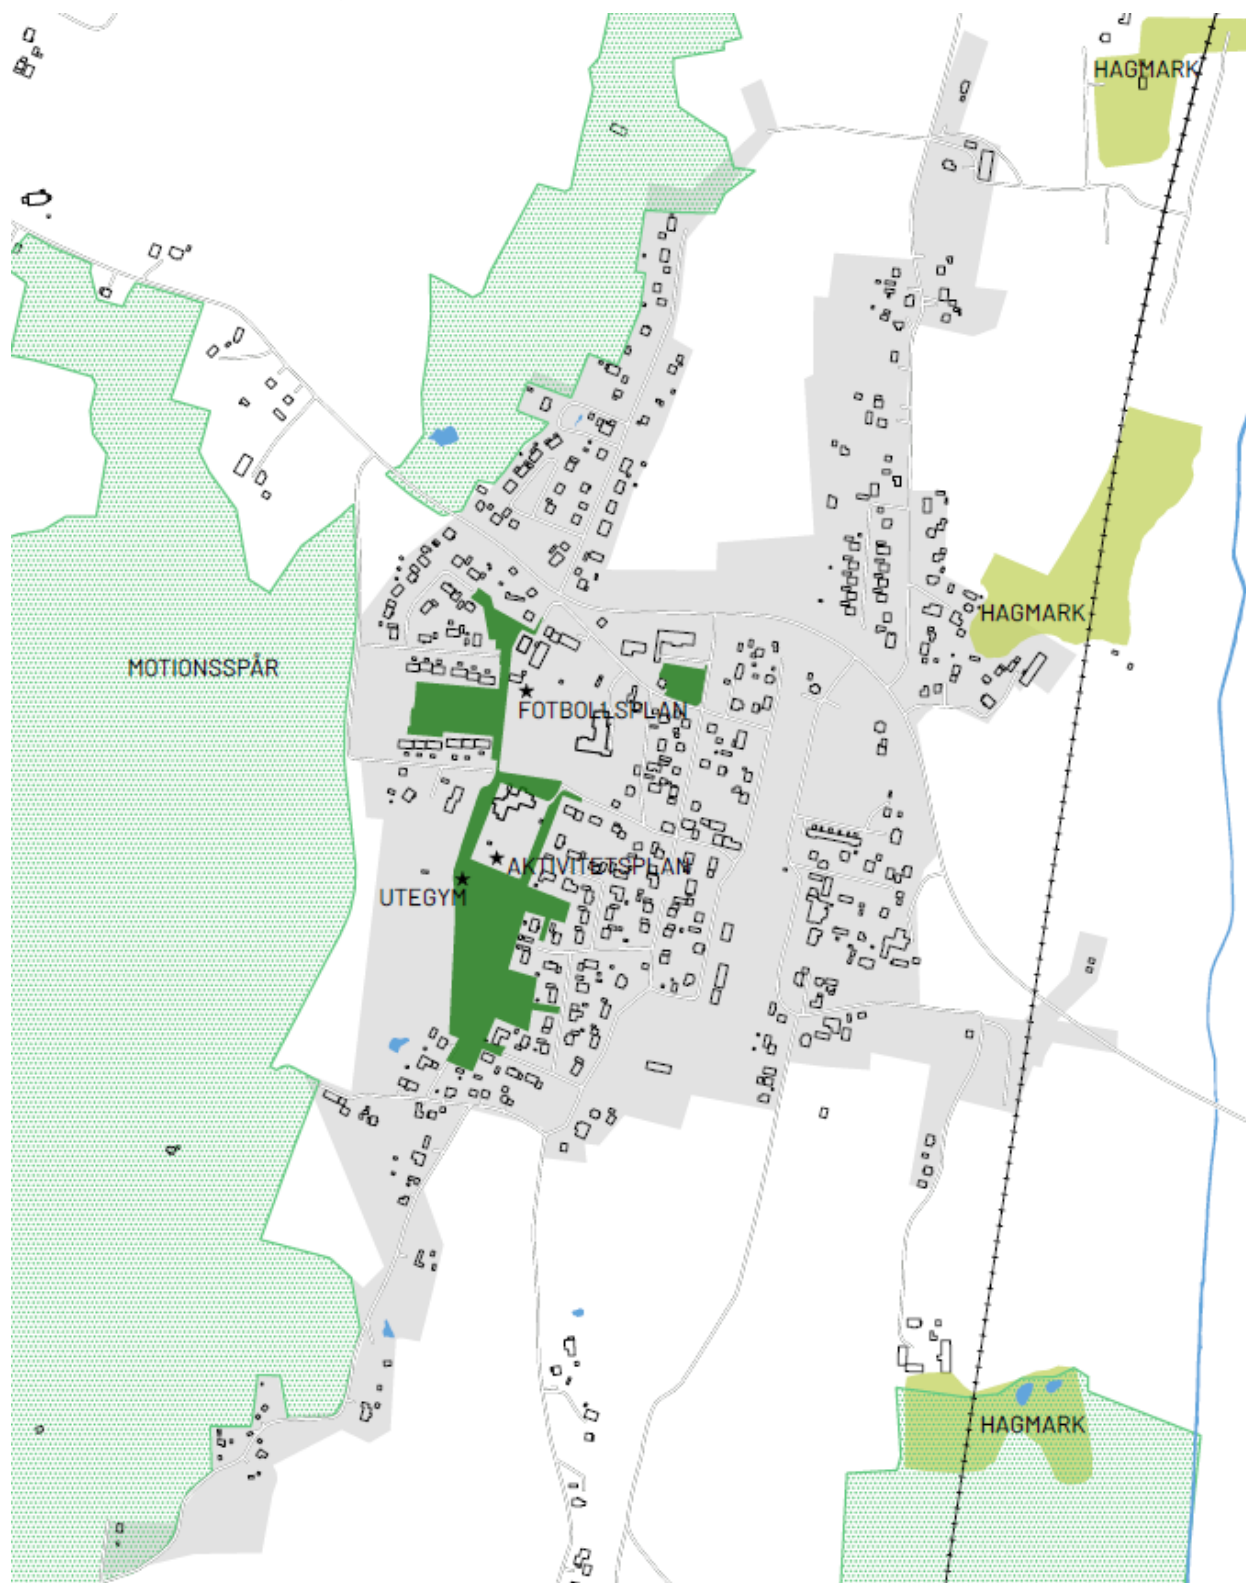 HAGMARK
HAGMARK
MOTIONSSPÅR
FOTBOLLSPLAN
AKTIVITETSPLAN
UTEGYM
HAGMARK